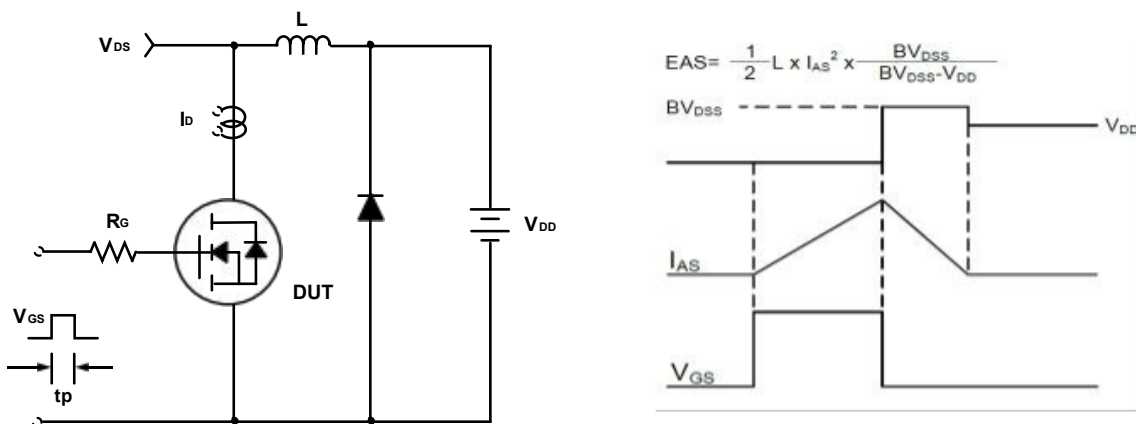 L
VDS
ID
RG
VDD
DUT
VGS
tp
EAS= 1/2 L x IAS² x BVDSS/BVDSS-VDD
BVDSS
VDD
IAS
VGS